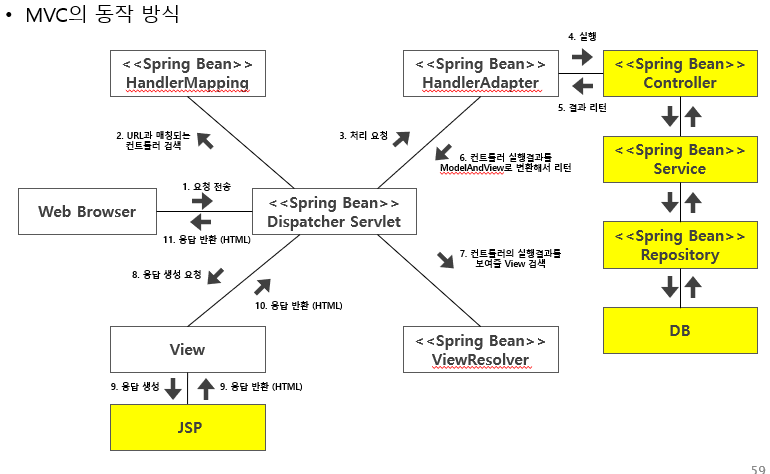 • MVC의 동작 방식
<<Spring Bean>>
HandlerMapping
<<Spring Bean>>
HandlerAdapter
4. 실행
<<Spring Bean>>
Controller
5. 결과 리턴
2. URL과 매칭되는
컨트롤러 검색
3. 처리 요청
6. 컨트롤러 실행결과를
ModelAndView로 변환해서 리턴
<<Spring Bean>>
Service
1. 요청 전송
Web Browser
<<Spring Bean>>
Dispatcher Servlet
11. 응답 반환 (HTML)
<<Spring Bean>>
Repository
7. 컨트롤러의 실행결과를
보여줄 View 검색
8. 응답 생성 요청
10. 응답 반환 (HTML)
DB
View
<<Spring Bean>>
ViewResolver
9. 응답 생성
9. 응답 반환 (HTML)
JSP
59